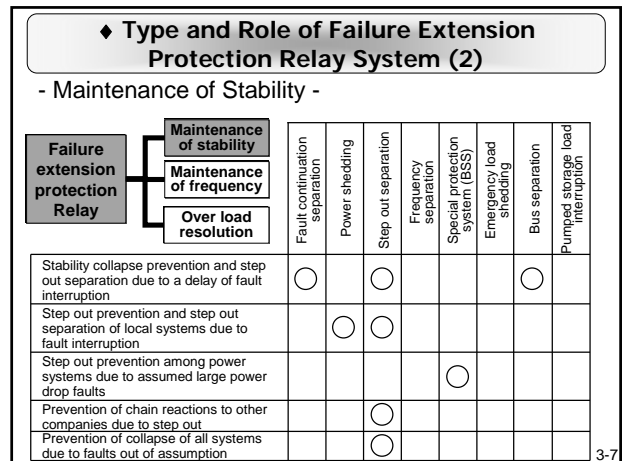 ♦ Type and Role of Failure Extension
Protection Relay System (2)
- Maintenance of Stability -
Failure
extension
protection
Relay
Maintenance
of stability
Maintenance
of frequency
Over load
resolution
Fault continuation
separation
Power shedding
Step out separation
Frequency
separation
Special protection
system (BSS)
Emergency load
shedding
Bus separation
Pumped storage load
interruption
Stability collapse prevention and step
out separation due to a delay of fault
interruption
Step out prevention and step out
separation of local systems due to
fault interruption
Step out prevention among power
systems due to assumed large power
drop faults
Prevention of chain reactions to other
companies due to step out
Prevention of collapse of all systems
due to faults out of assumption
3-7